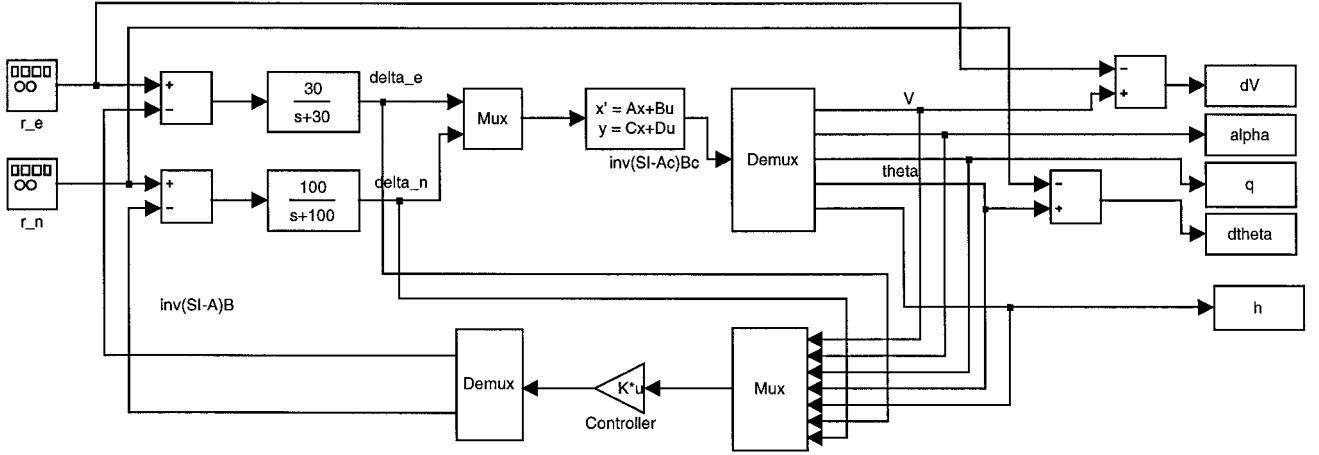 r_e
+
−
30
s+30
delta_e
Mux
x' = Ax+Bu
y = Cx+Du
inv(SI-Ac)Bc
Demux
V
theta
−
+
dV
alpha
q
−
+
dtheta
h
r_n
+
−
100
s+100
delta_n
inv(SI-A)B
Demux
K*u
Controller
Mux